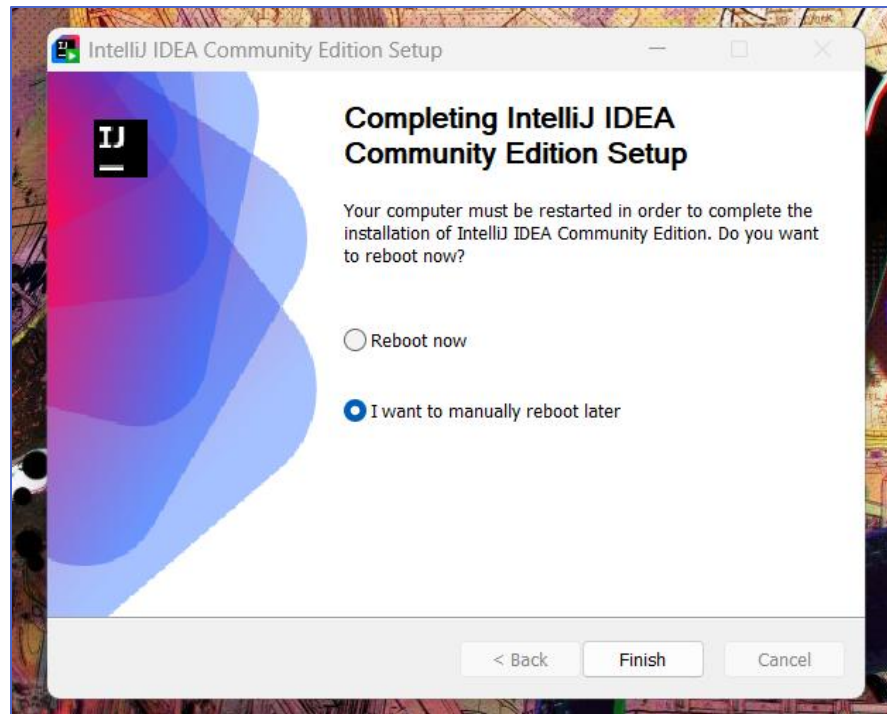 IntelliJ IDEA Community Edition Setup
IJ
Completing IntelliJ IDEA
Community Edition Setup
Your computer must be restarted in order to complete the
installation of IntelliJ IDEA Community Edition. Do you want
to reboot now?
Reboot now
I want to manually reboot later
< Back
Finish
Cancel